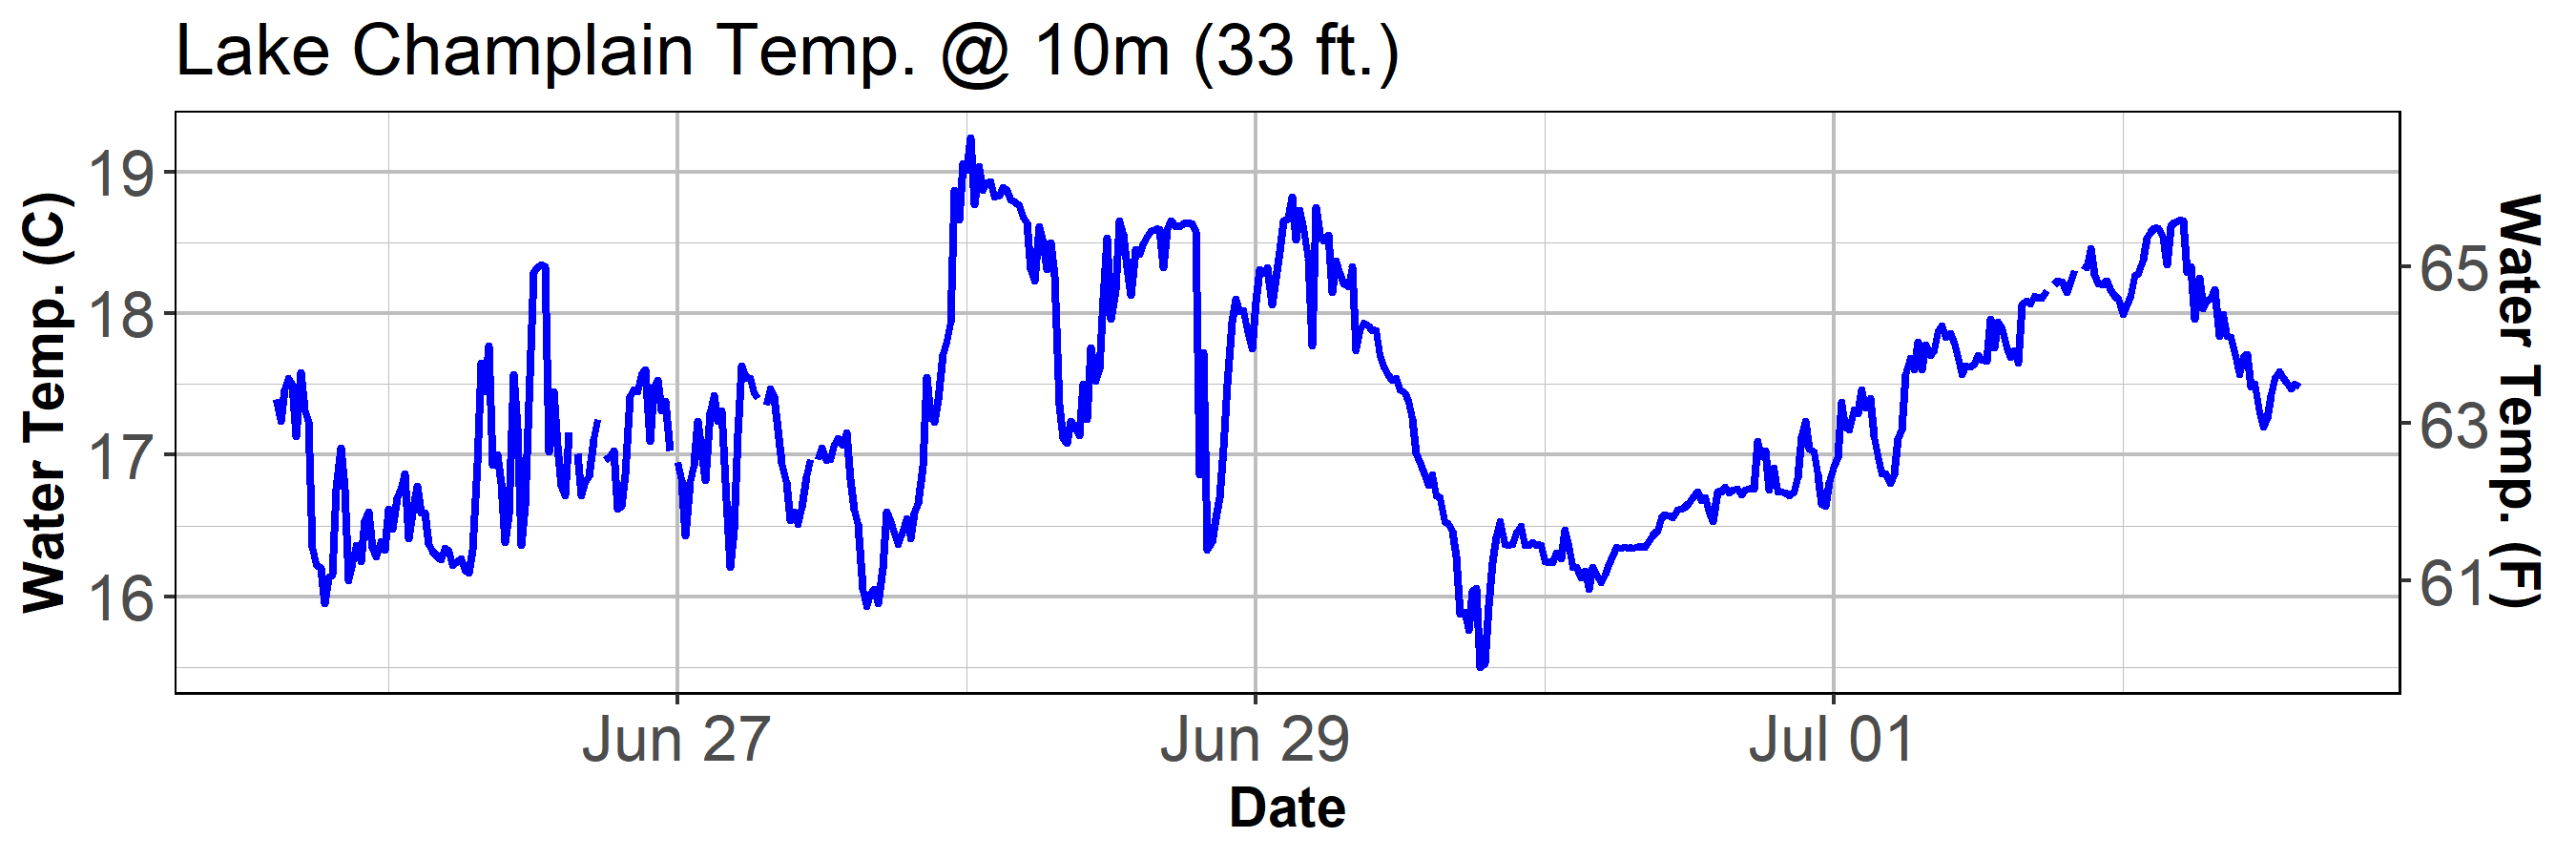 Lake Champlain Temp. @ 10m (33 ft.)
Water Temp. (C)
19
18
17
16
65
63
61
Water Temp. (F)
Jun 27 Jun 29 Jul 01
Date